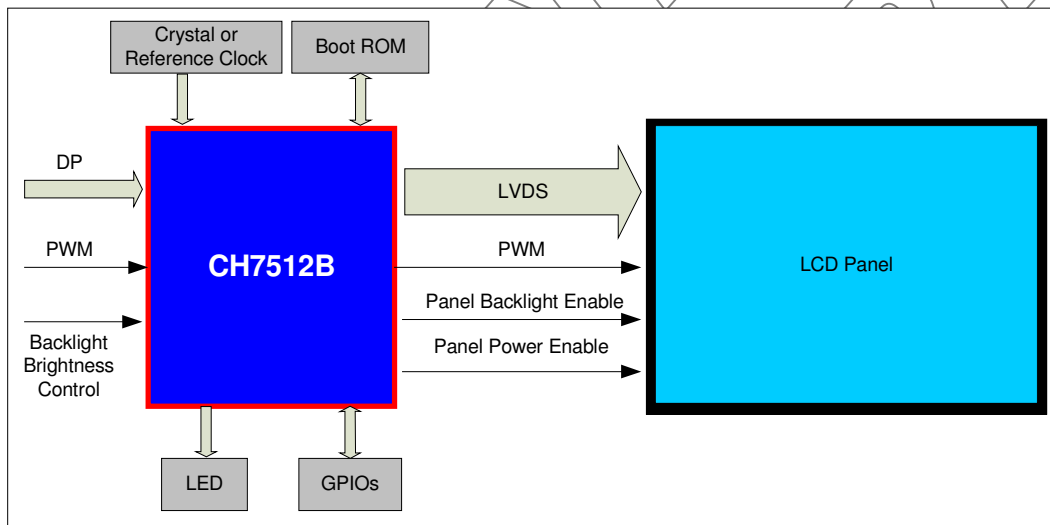 Crystal or
Reference Clock
Boot ROM
DP
LVDS
PWM
CH7512B
PWM
LCD Panel
Panel Backlight Enable
Backlight
Brightness
Control
Panel Power Enable
LED
GPIOs